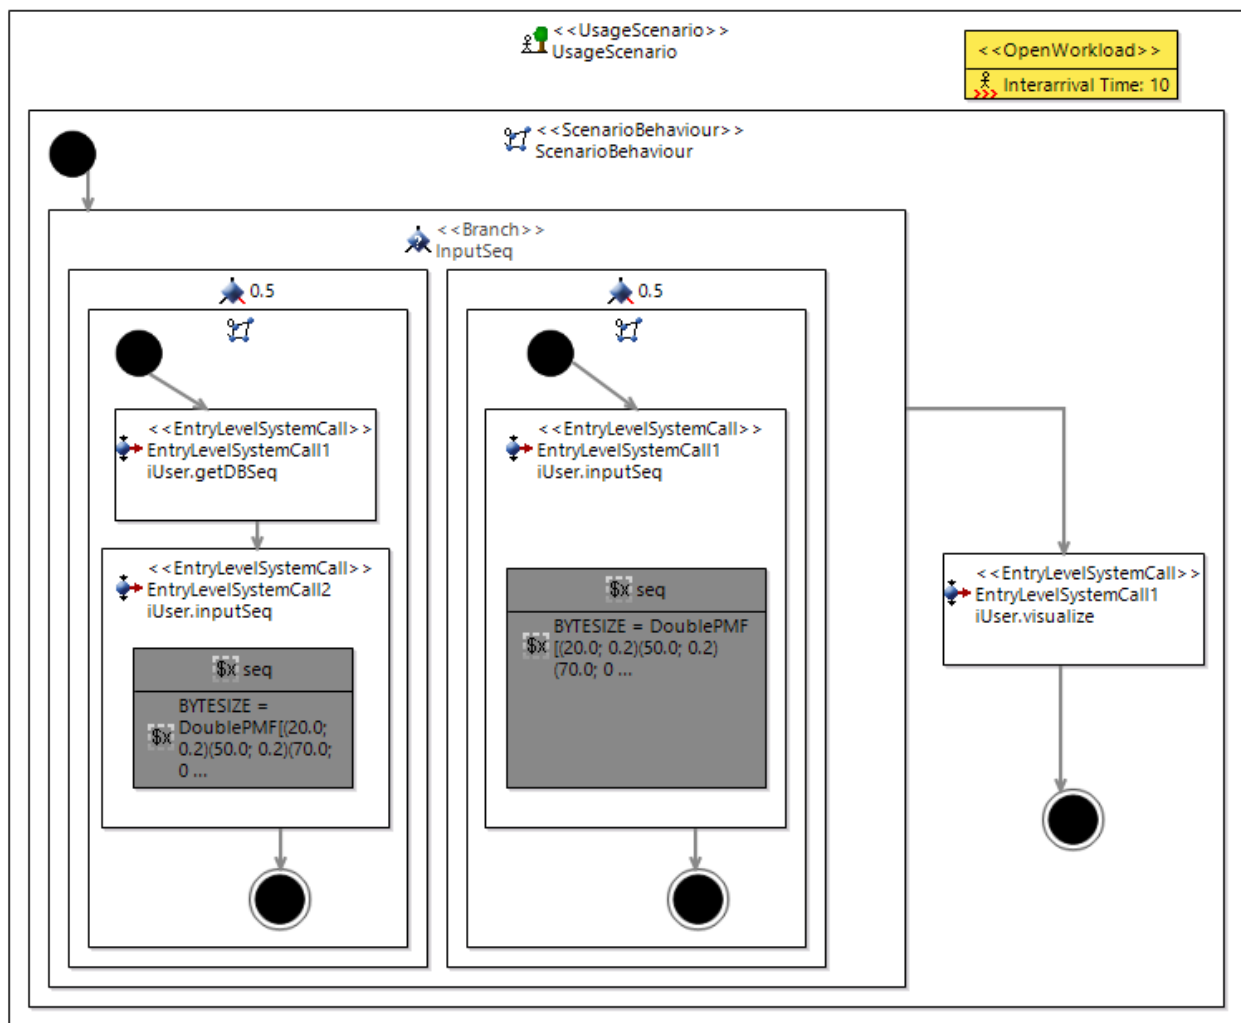 <<UsageScenario>>
UsageScenario
<<OpenWorkload>>
Interarrival Time: 10
<<ScenarioBehaviour>>
ScenarioBehaviour
<<Branch>>
InputSeq
0.5
<<EntryLevelSystemCall>>
EntryLevelSystemCall1
iUser.getDBSeq
<<EntryLevelSystemCall>>
EntryLevelSystemCall2
iUser.inputSeq
$x seq
BYTESIZE =
$x DoublePMF[(20.0;
0.2)(50.0; 0.2)(70.0;
0 ...
0.5
<<EntryLevelSystemCall>>
EntryLevelSystemCall1
iUser.inputSeq
$x seq
BYTESIZE = DoublePMF
$x [(20.0; 0.2)(50.0; 0.2)
(70.0; 0 ...
<<EntryLevelSystemCall>>
EntryLevelSystemCall1
iUser.visualize